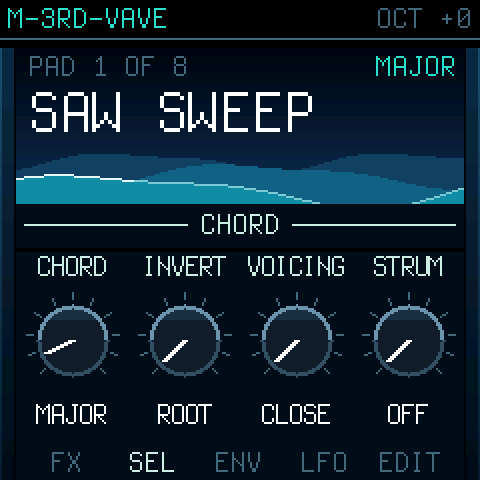 M-3RD-VAVE OCT +0
PAD 1 OF 8 MAJOR
SAW SWEEP
CHORD
CHORD INVERT VOICING STRUM
MAJOR ROOT CLOSE OFF
FX SEL ENV LFO EDIT